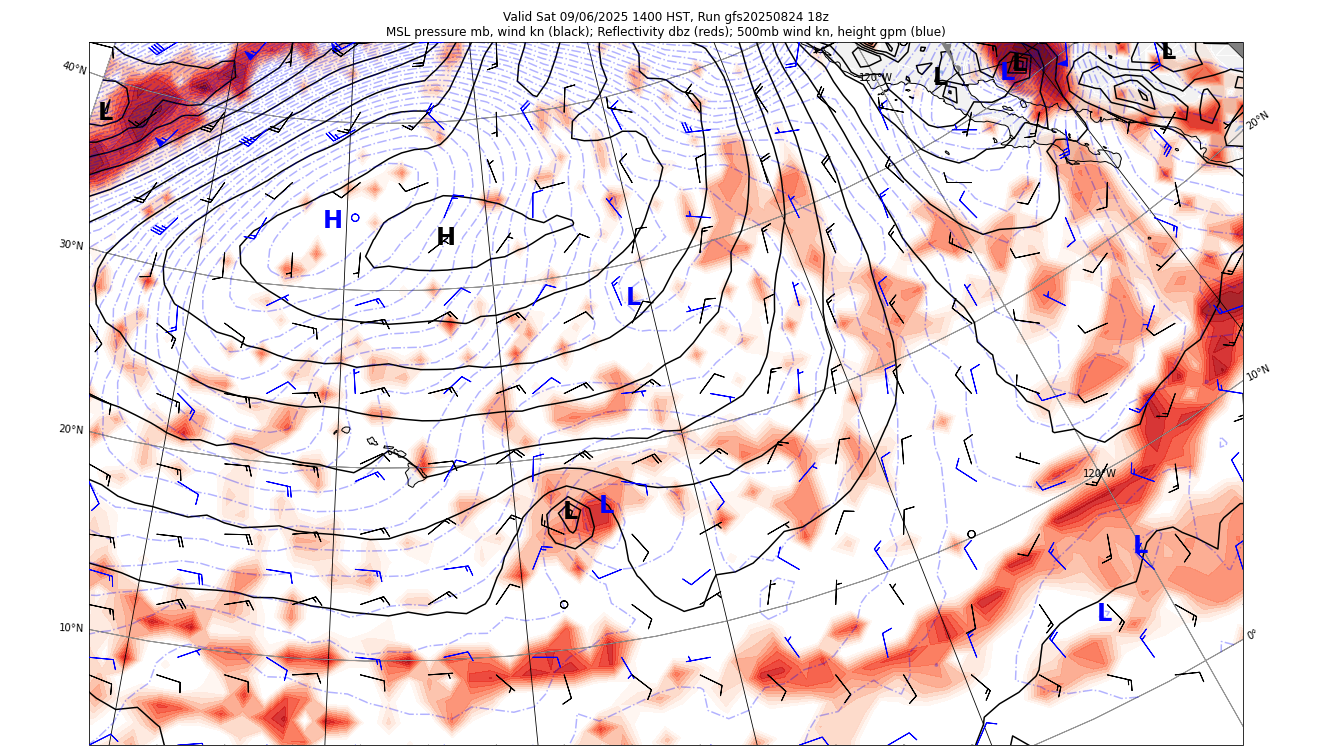 Valid Sat 09/06/2025 1400 HST, Run gfs20250824 18z
MSL pressure mb, wind kn (black); Reflectivity dbz (reds); 500mb wind kn, height gpm (blue)
L
L
L
L
L
40°N
120°W
L
20°N
H
H
30°N
L
10°N
20°N
120°W
L
L
L
L
10°N
0°